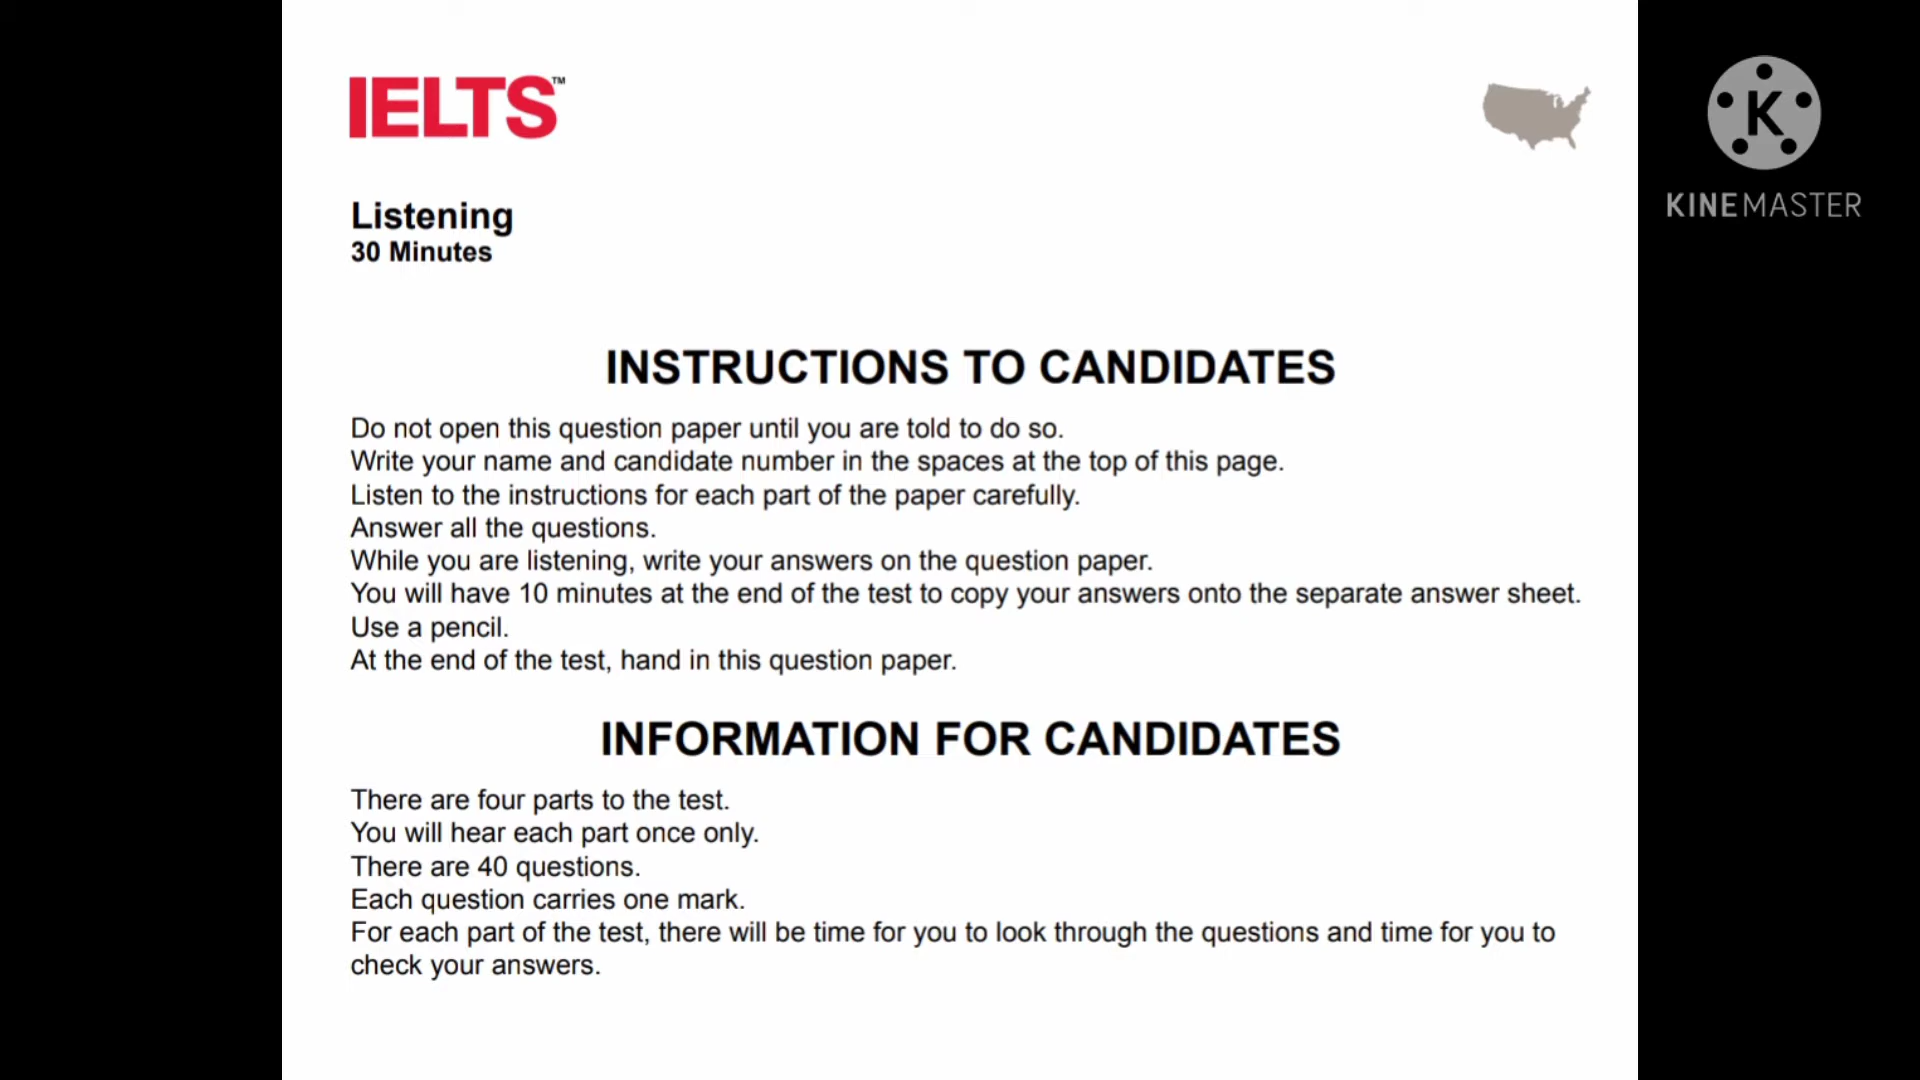 IELTS™
K
KINEMASTER
Listening
30 Minutes
INSTRUCTIONS TO CANDIDATES
Do not open this question paper until you are told to do so.
Write your name and candidate number in the spaces at the top of this page.
Listen to the instructions for each part of the paper carefully.
Answer all the questions.
While you are listening, write your answers on the question paper.
You will have 10 minutes at the end of the test to copy your answers onto the separate answer sheet.
Use a pencil.
At the end of the test, hand in this question paper.
INFORMATION FOR CANDIDATES
There are four parts to the test.
You will hear each part once only.
There are 40 questions.
Each question carries one mark.
For each part of the test, there will be time for you to look through the questions and time for you to
check your answers.